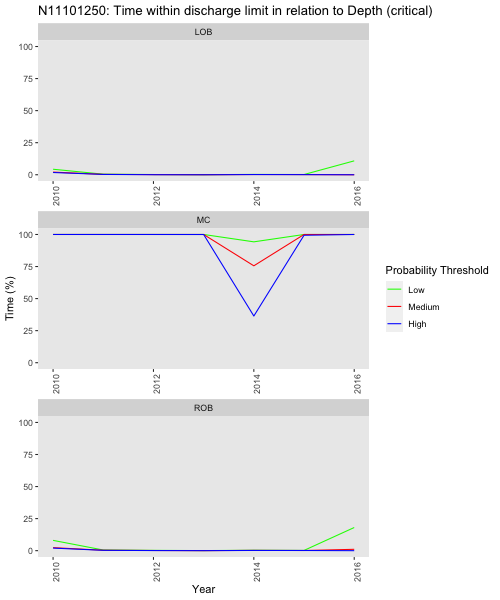 N11101250: Time within discharge limit in relation to Depth (critical)
LOB
100
75
50
25
0
2010
2012
2014
2016
MC
100
75
50
25
0
2010
2012
2014
2016
ROB
100
75
50
25
0
2010
2012
2014
2016
Time (%)
Year
Probability Threshold
Low
Medium
High